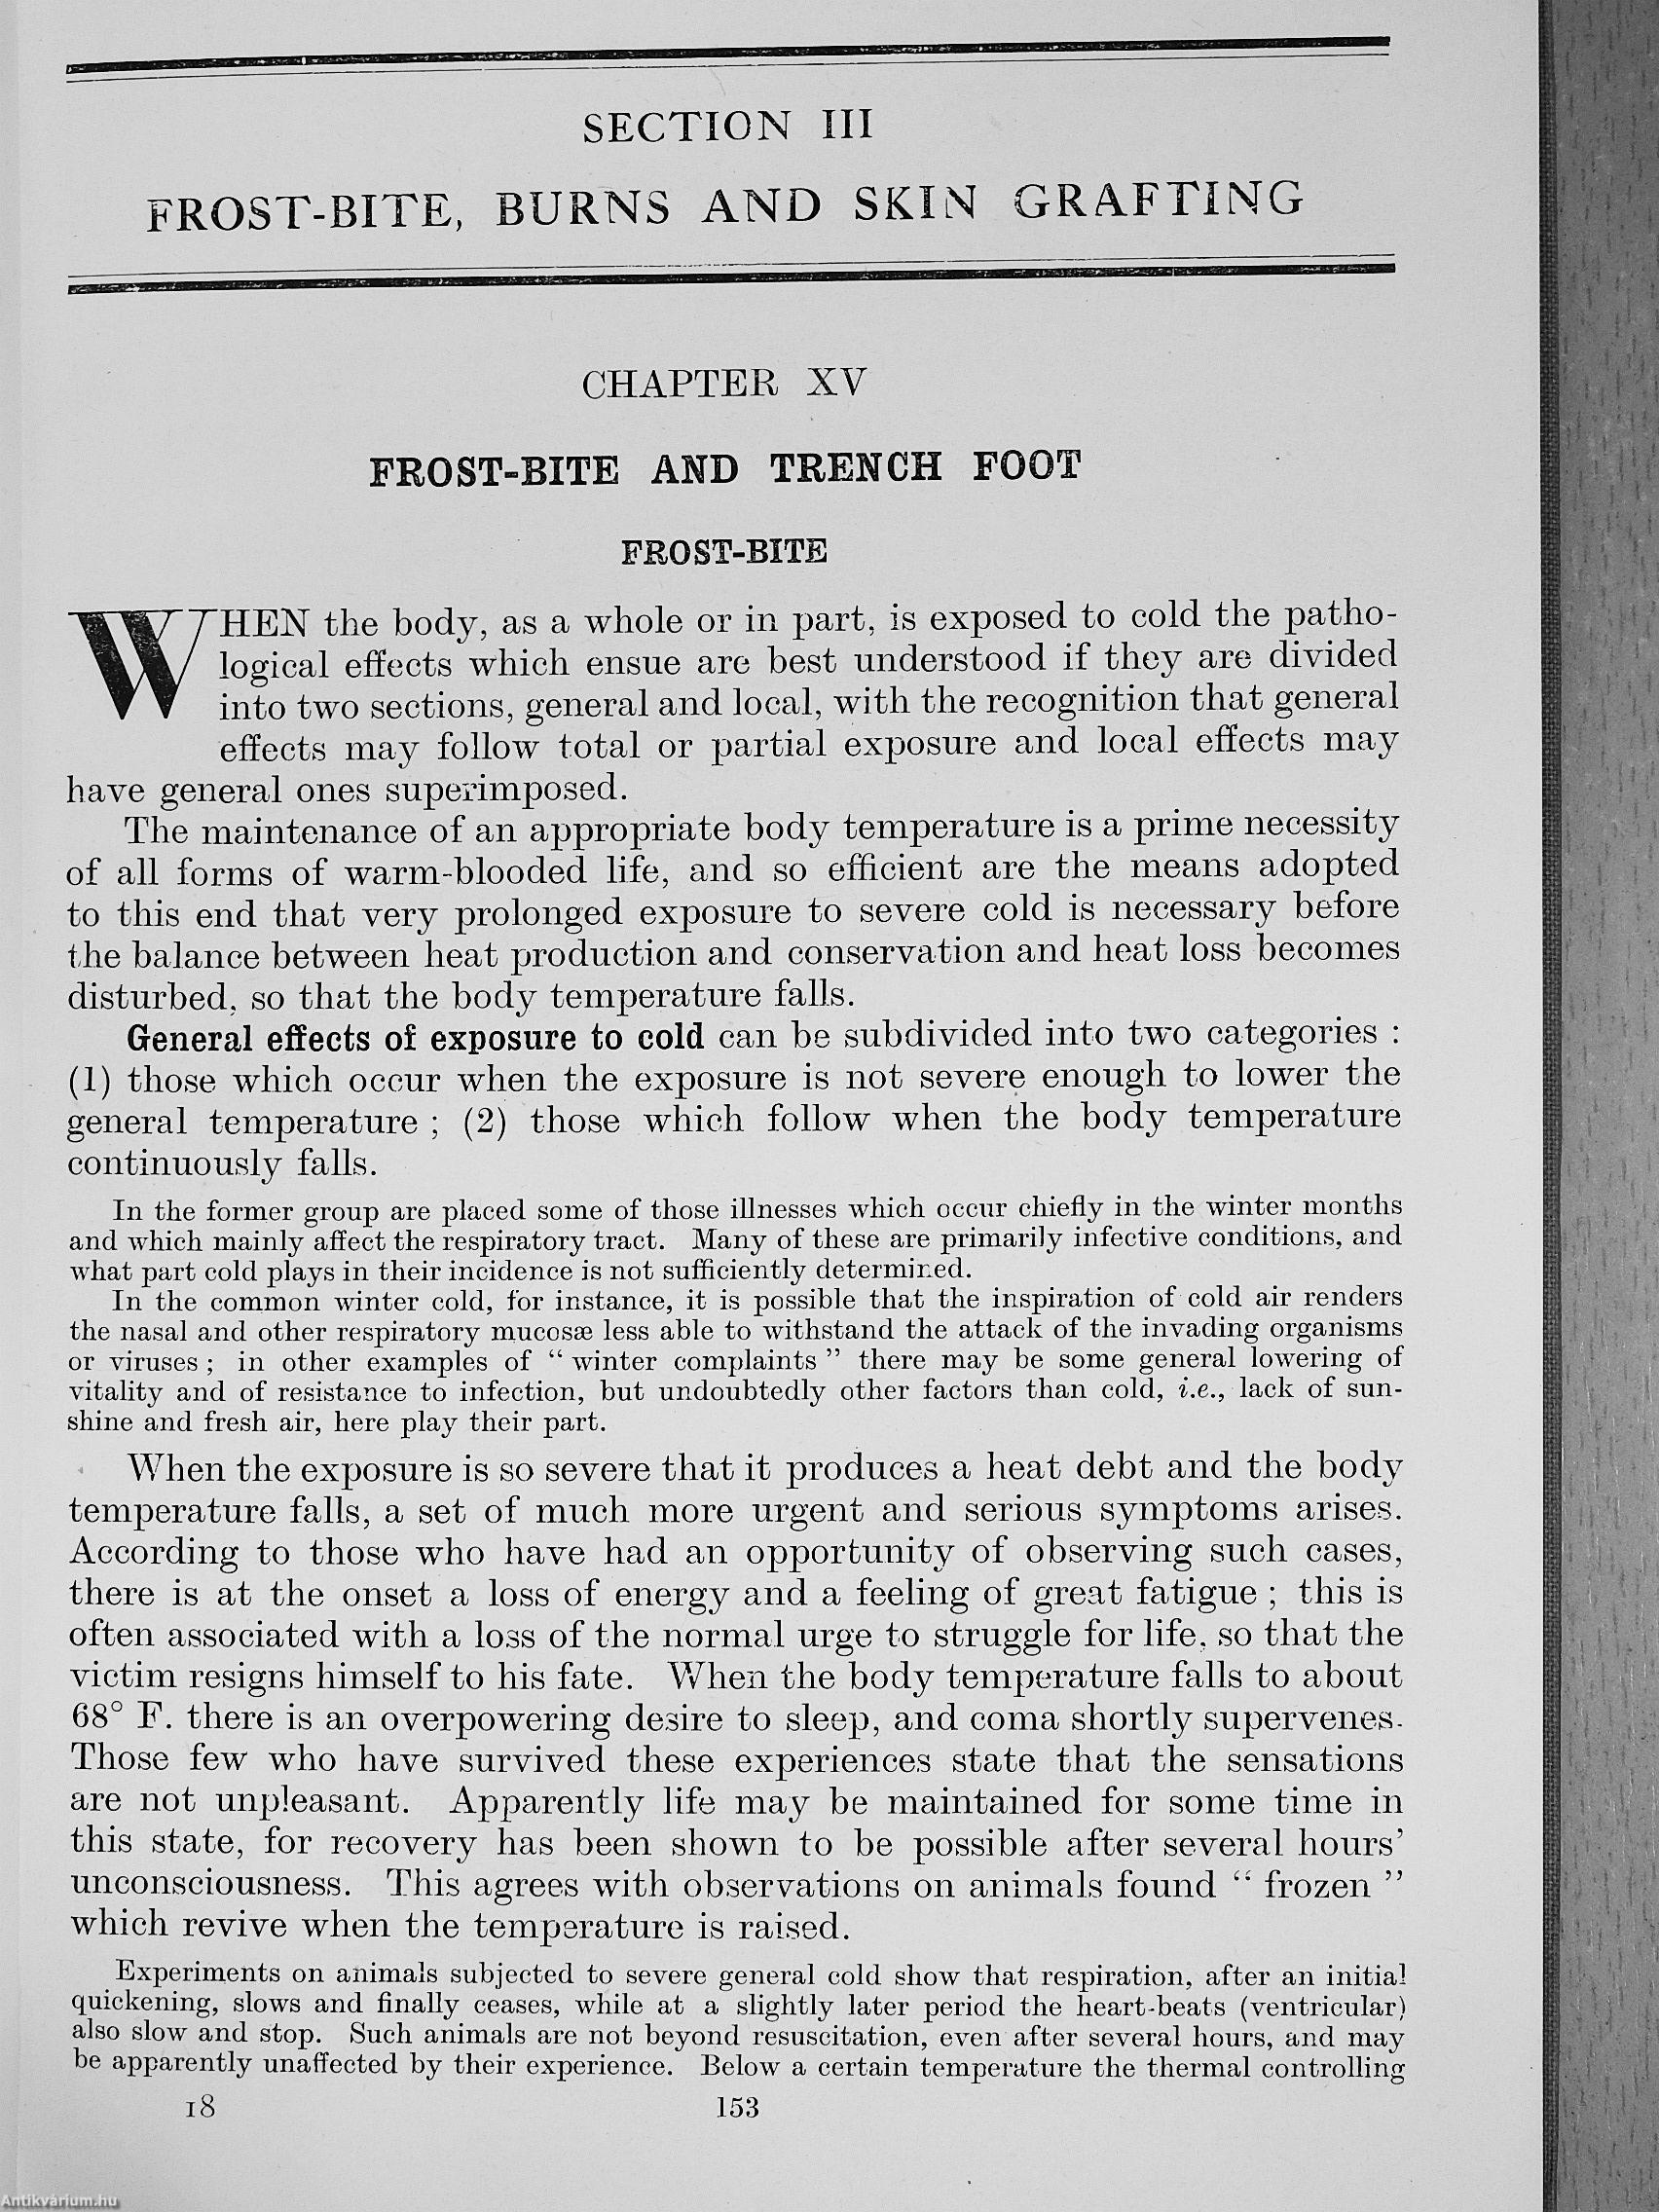 SECTION III
FROST-BITE, BURNS AND SKIN GRAFTING
CHAPTER XV
FROST-BITE AND TRENCH FOOT
FROST-BITE
WHEN the body, as a whole or in part, is exposed to cold the patho-
logical effects which ensue are best understood if they are divided
into two sections, general and local, with the recognition that general
effects may follow total or partial exposure and local effects may
have general ones superimposed.
The maintenance of an appropriate body temperature is a prime necessity
of all forms of warm-blooded life, and so efficient are the means adopted
to this end that very prolonged exposure to severe cold is necessary before
the balance between heat production and conservation and heat loss becomes
disturbed, so that the body temperature falls.
General effects of exposure to cold can be subdivided into two categories :
(1) those which occur when the exposure is not severe enough to lower the
general temperature ; (2) those which follow when the body temperature
continuously falls.
In the former group are placed some of those illnesses which occur chiefly in the winter months
and which mainly affect the respiratory tract. Many of these are primarily infective conditions, and
what part cold plays in their incidence is not sufficiently determined.
In the common winter cold, for instance, it is possible that the inspiration of cold air renders
the nasal and other respiratory mucosæ less able to withstand the attack of the invading organisms
or viruses ; in other examples of “ winter complaints ” there may be some general lowering of
vitality and of resistance to infection, but undoubtedly other factors than cold, i.e., lack of sun-
shine and fresh air, here play their part.
When the exposure is so severe that it produces a heat debt and the body
temperature falls, a set of much more urgent and serious symptoms arises.
According to those who have had an opportunity of observing such cases,
there is at the onset a loss of energy and a feeling of great fatigue ; this is
often associated with a loss of the normal urge to struggle for life, so that the
victim resigns himself to his fate. When the body temperature falls to about
68° F. there is an overpowering desire to sleep, and coma shortly supervenes.
Those few who have survived these experiences state that the sensations
are not unpleasant. Apparently life may be maintained for some time in
this state, for recovery has been shown to be possible after several hours’
unconsciousness. This agrees with observations on animals found “ frozen ”
which revive when the temperature is raised.
Experiments on animals subjected to severe general cold show that respiration, after an initial
quickening, slows and finally ceases, while at a slightly later period the heart-beats (ventricular)
also slow and stop. Such animals are not beyond resuscitation, even after several hours, and may
be apparently unaffected by their experience. Below a certain temperature the thermal controlling
18 153
Antikvárium.hu